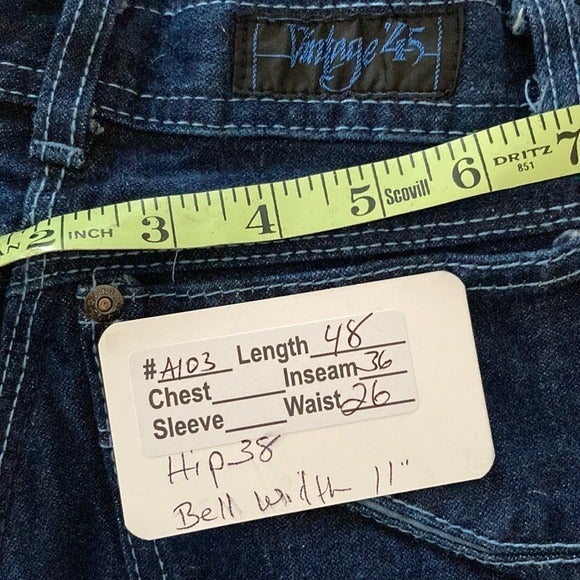 Vintage '45
2 INCH 3 4 5 Scovill 6 DRITZ 7
851
#A103 Length 48
Chest Inseam 36
Sleeve Waist 26
Hip 38
Bell width 11"